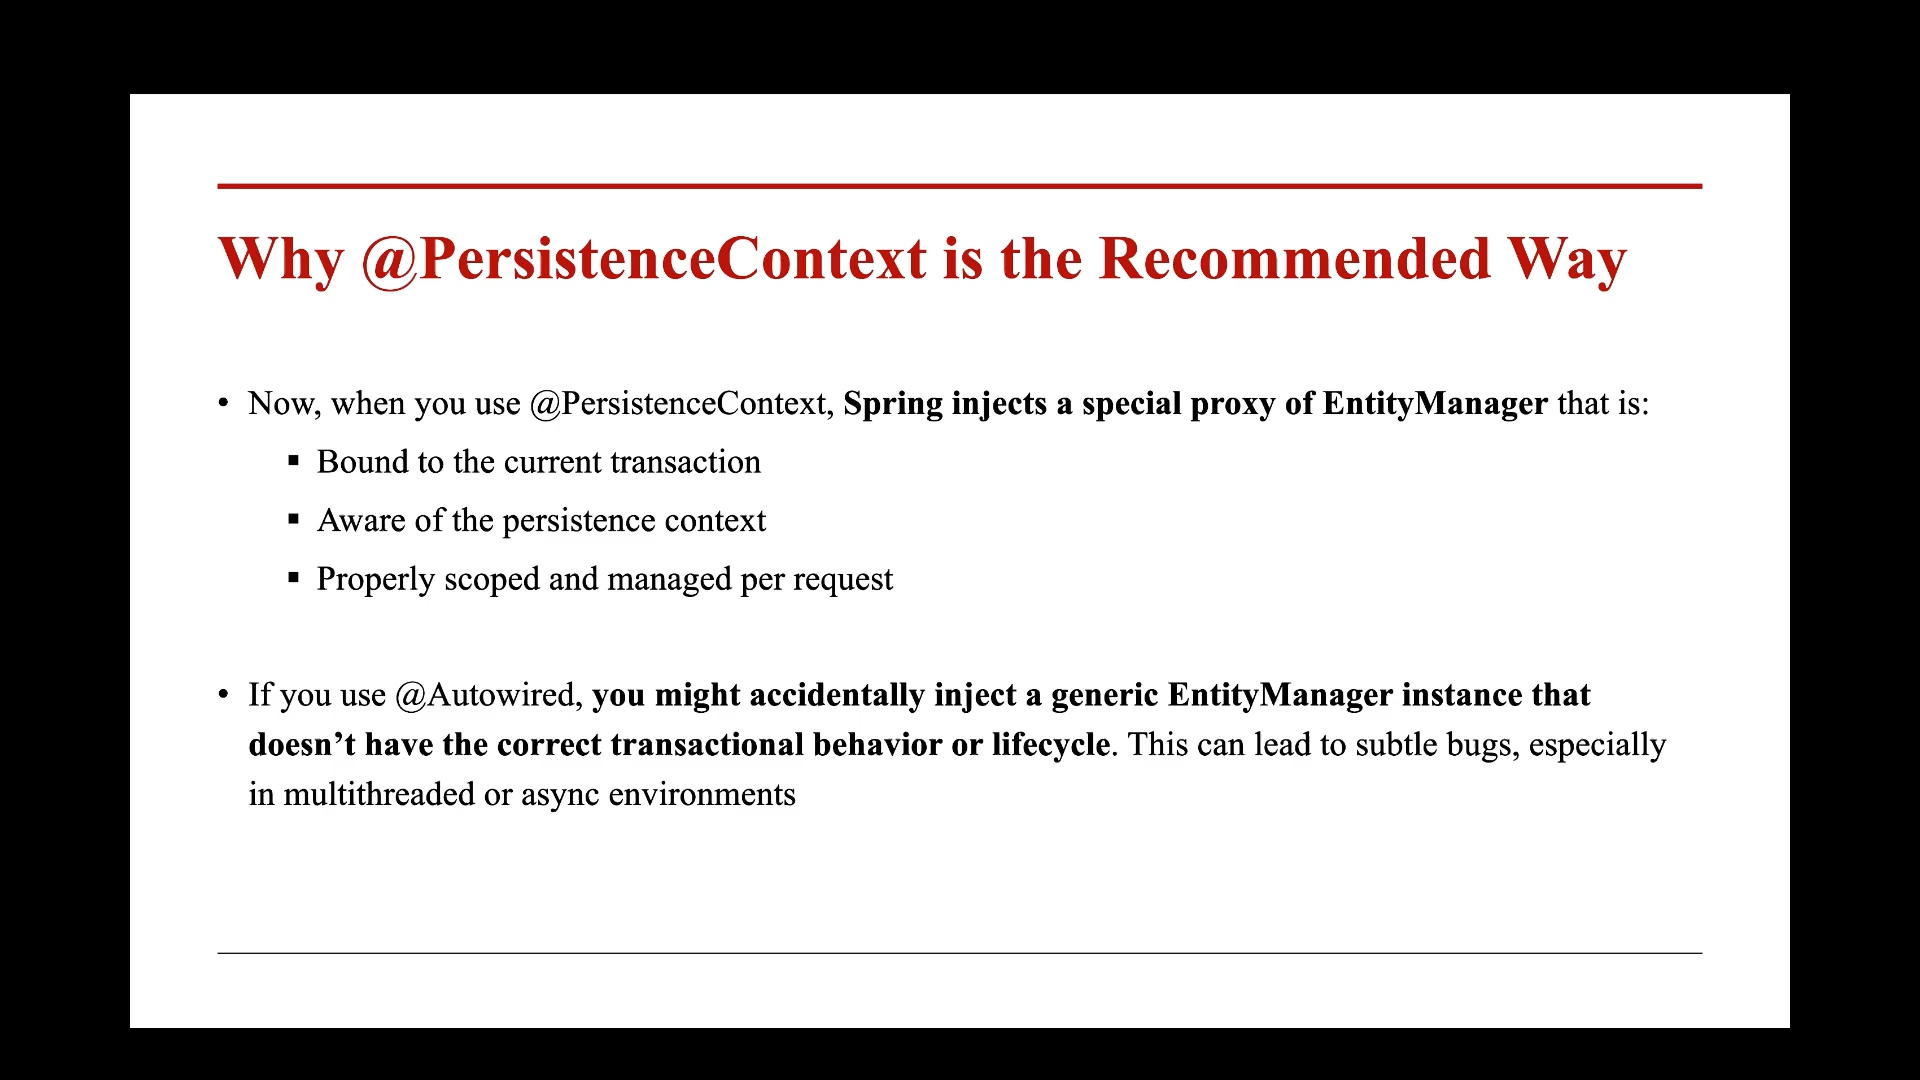 Why @PersistenceContext is the Recommended Way
• Now, when you use @PersistenceContext, Spring injects a special proxy of EntityManager that is:
▪ Bound to the current transaction
▪ Aware of the persistence context
▪ Properly scoped and managed per request
• If you use @Autowired, you might accidentally inject a generic EntityManager instance that
doesn’t have the correct transactional behavior or lifecycle. This can lead to subtle bugs, especially
in multithreaded or async environments